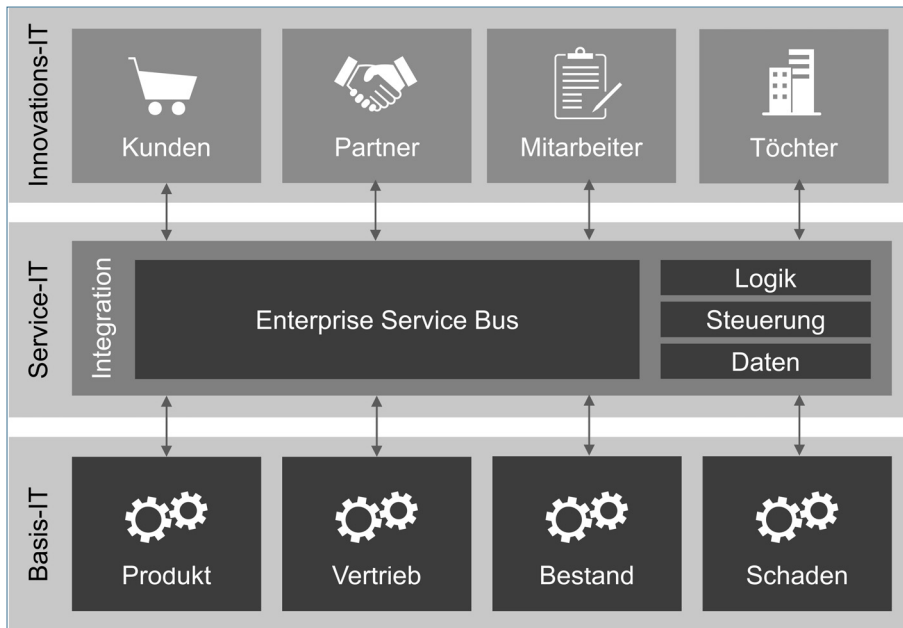 Innovations-IT
Kunden
Partner
Mitarbeiter
Töchter
Service-IT
Integration
Enterprise Service Bus
Logik
Steuerung
Daten
Basis-IT
Produkt
Vertrieb
Bestand
Schaden